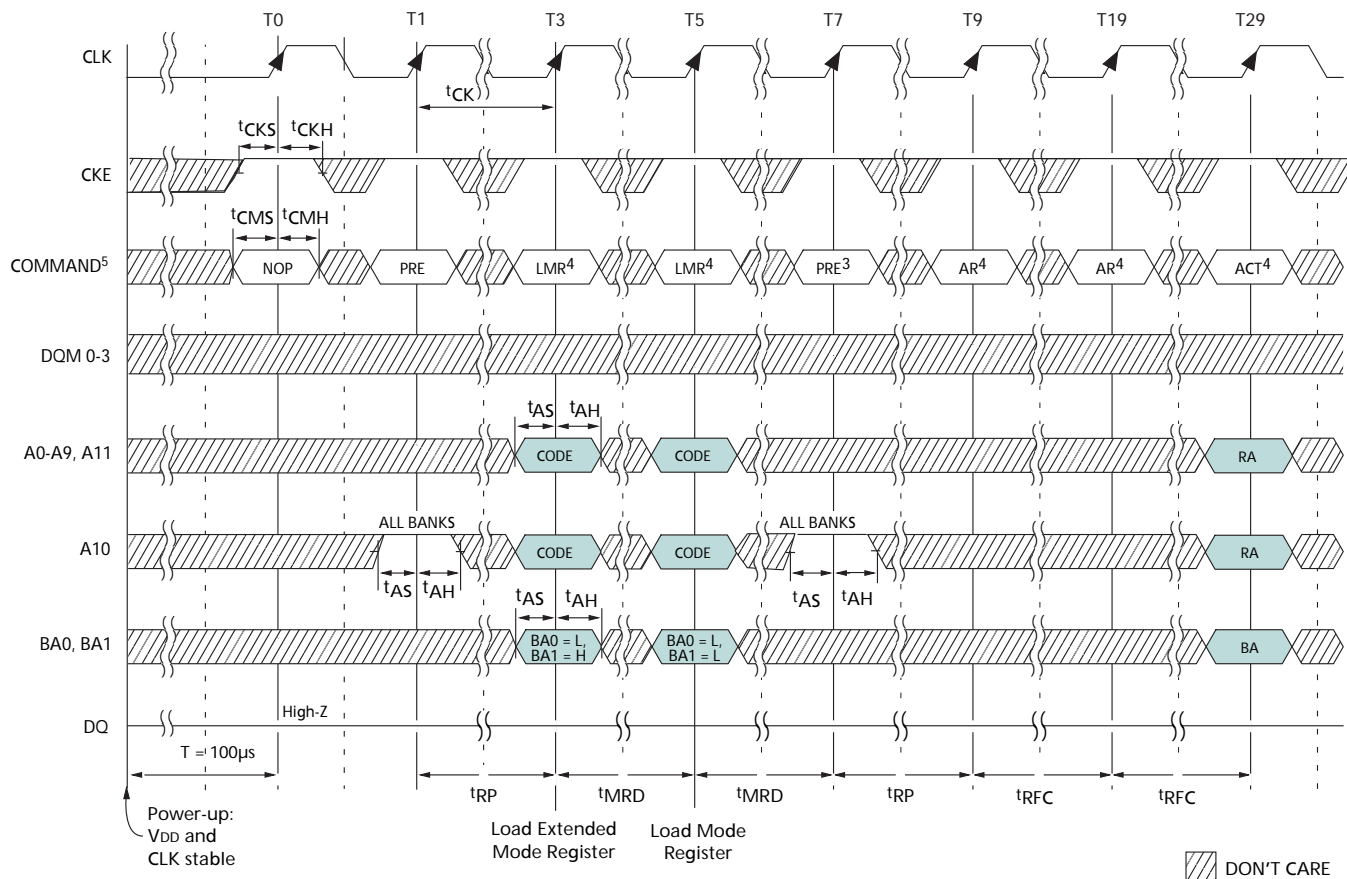 T0 T1 T3 T5 T7 T9 T19 T29
CLK
tCK
tCKS tCKH
CKE
tCMS tCMH
COMMAND5 NOP PRE LMR4 LMR4 PRE3 AR4 AR4 ACT4
DQM 0-3
tAS tAH
A0-A9, A11 CODE CODE RA
ALL BANKS ALL BANKS
A10 CODE CODE RA
tAS tAH tAS tAH
tAS tAH
BA0, BA1 BA0 = L, BA1 = H BA0 = L, BA1 = L BA
High-Z
DQ
T = 100µs
tRP tMRD tMRD tRP tRFC tRFC
Power-up:
VDD and
CLK stable
Load Extended
Mode Register
Load Mode
Register
DON'T CARE